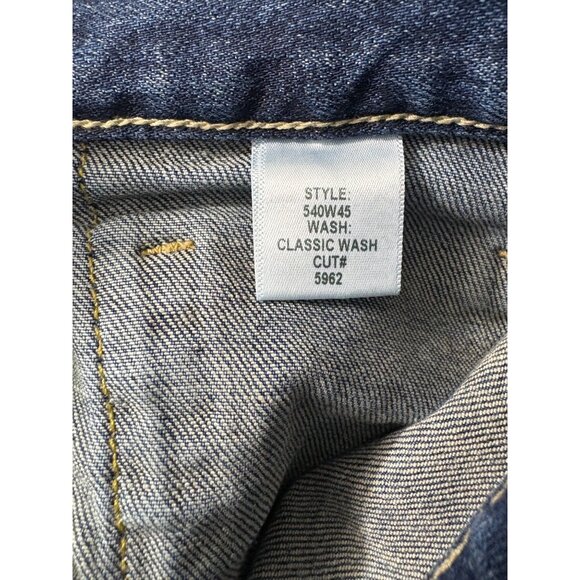 STYLE:
540W45
WASH:
CLASSIC WASH
CUT#
5962